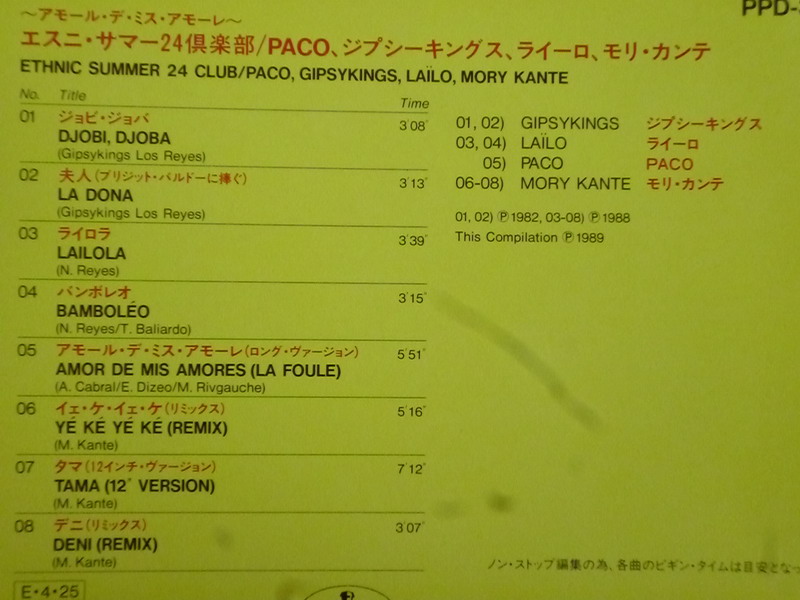 〜アモール・デ・ミス・アモーレ〜
PPD-
エスニ・サマー24倶楽部/PACO、ジプシーキングス、ライーロ、モリ・カンテ
ETHNIC SUMMER 24 CLUB/PACO, GIPSYKINGS, LAÏLO, MORY KANTE
No. Title Time
01 ジョビ・ジョバ
DJOBI, DJOBA 3′08″
(Gipsykings Los Reyes)
02 夫人(ブリジット・バルドーに捧ぐ)
LA DONA 3′13″
(Gipsykings Los Reyes)
03 ライロラ
LAILOLA 3′39″
(N. Reyes)
04 バンボレオ
BAMBOLÉO 3′15″
(N. Reyes/T. Baliardo)
05 アモール・デ・ミス・アモーレ(ロング・ヴァージョン)
AMOR DE MIS AMORES (LA FOULE) 5′51″
(A. Cabral/E. Dizeo/M. Rivgauche)
06 イェ・ケ・イェ・ケ(リミックス)
YÉ KÉ YÉ KÉ (REMIX) 5′16″
(M. Kante)
07 タマ(12インチ・ヴァージョン)
TAMA (12″ VERSION) 7′12″
(M. Kante)
08 デニ(リミックス)
DENI (REMIX) 3′07″
(M. Kante)
01, 02) GIPSYKINGS ジプシーキングス
03, 04) LAÏLO ライーロ
05) PACO PACO
06-08) MORY KANTE モリ・カンテ
01, 02) Ⓟ1982, 03-08) Ⓟ1988
This Compilation Ⓟ1989
ノン・ストップ編集の為、各曲のビギン・タイムは目安となっ
E・4・25